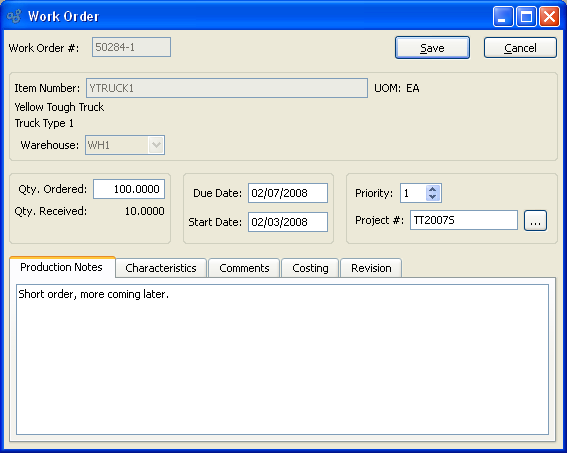 Work Order
Work Order #: 50284-1 Save Cancel
Item Number: YTRUCK1 UOM: EA
Yellow Tough Truck
Truck Type 1
Warehouse: WH1
Qty. Ordered: 100.0000 Due Date: 02/07/2008 Priority: 1
Qty. Received: 10.0000 Start Date: 02/03/2008 Project #: TT2007S ...
Production Notes Characteristics Comments Costing Revision
Short order, more coming later.